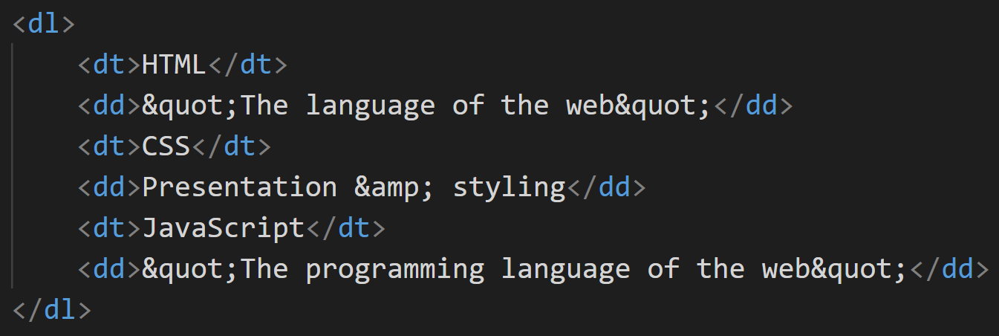 <dl>
<dt>HTML</dt>
<dd>&quot;The language of the web&quot;</dd>
<dt>CSS</dt>
<dd>Presentation &amp; styling</dd>
<dt>JavaScript</dt>
<dd>&quot;The programming language of the web&quot;</dd>
</dl>